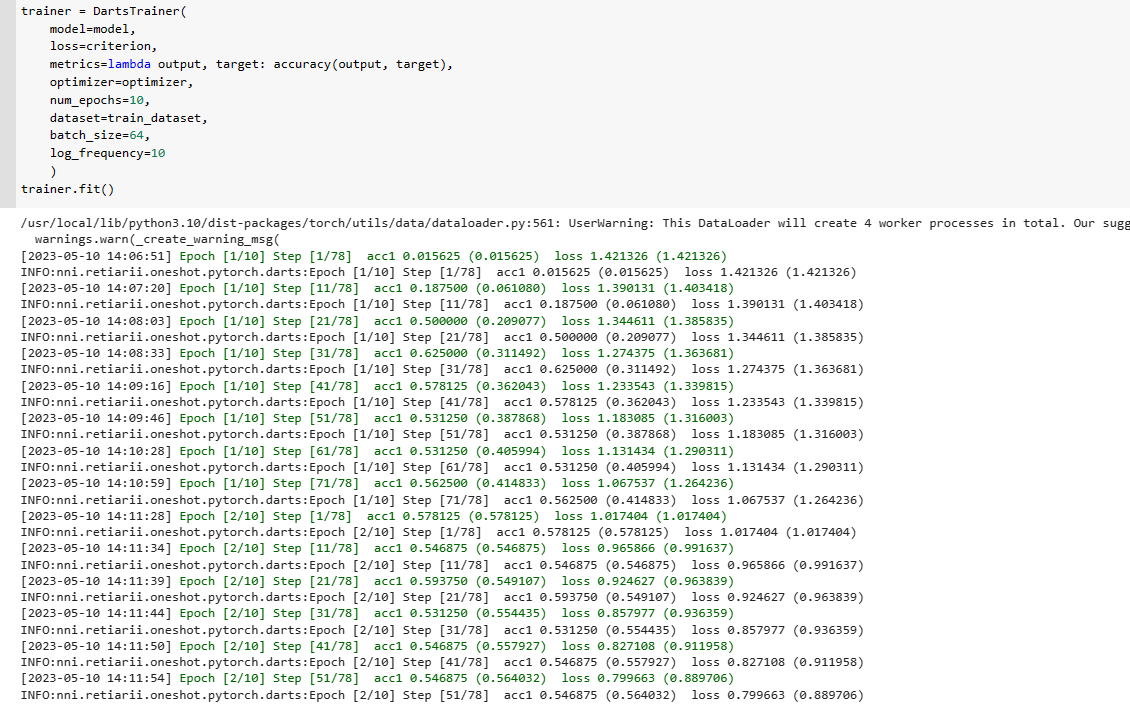 trainer = DartsTrainer(
    model=model,
    loss=criterion,
    metrics=lambda output, target: accuracy(output, target),
    optimizer=optimizer,
    num_epochs=10,
    dataset=train_dataset,
    batch_size=64,
    log_frequency=10
    )
trainer.fit()
/usr/local/lib/python3.10/dist-packages/torch/utils/data/dataloader.py:561: UserWarning: This DataLoader will create 4 worker processes in total. Our sugg
  warnings.warn(_create_warning_msg(
[2023-05-10 14:06:51] Epoch [1/10] Step [1/78]  acc1 0.015625 (0.015625)  loss 1.421326 (1.421326)
INFO:nni.retiarii.oneshot.pytorch.darts:Epoch [1/10] Step [1/78]  acc1 0.015625 (0.015625)  loss 1.421326 (1.421326)
[2023-05-10 14:07:20] Epoch [1/10] Step [11/78]  acc1 0.187500 (0.061080)  loss 1.390131 (1.403418)
INFO:nni.retiarii.oneshot.pytorch.darts:Epoch [1/10] Step [11/78]  acc1 0.187500 (0.061080)  loss 1.390131 (1.403418)
[2023-05-10 14:08:03] Epoch [1/10] Step [21/78]  acc1 0.500000 (0.209077)  loss 1.344611 (1.385835)
INFO:nni.retiarii.oneshot.pytorch.darts:Epoch [1/10] Step [21/78]  acc1 0.500000 (0.209077)  loss 1.344611 (1.385835)
[2023-05-10 14:08:33] Epoch [1/10] Step [31/78]  acc1 0.625000 (0.311492)  loss 1.274375 (1.363681)
INFO:nni.retiarii.oneshot.pytorch.darts:Epoch [1/10] Step [31/78]  acc1 0.625000 (0.311492)  loss 1.274375 (1.363681)
[2023-05-10 14:09:16] Epoch [1/10] Step [41/78]  acc1 0.578125 (0.362043)  loss 1.233543 (1.339815)
INFO:nni.retiarii.oneshot.pytorch.darts:Epoch [1/10] Step [41/78]  acc1 0.578125 (0.362043)  loss 1.233543 (1.339815)
[2023-05-10 14:09:46] Epoch [1/10] Step [51/78]  acc1 0.531250 (0.387868)  loss 1.183085 (1.316003)
INFO:nni.retiarii.oneshot.pytorch.darts:Epoch [1/10] Step [51/78]  acc1 0.531250 (0.387868)  loss 1.183085 (1.316003)
[2023-05-10 14:10:28] Epoch [1/10] Step [61/78]  acc1 0.531250 (0.405994)  loss 1.131434 (1.290311)
INFO:nni.retiarii.oneshot.pytorch.darts:Epoch [1/10] Step [61/78]  acc1 0.531250 (0.405994)  loss 1.131434 (1.290311)
[2023-05-10 14:10:59] Epoch [1/10] Step [71/78]  acc1 0.562500 (0.414833)  loss 1.067537 (1.264236)
INFO:nni.retiarii.oneshot.pytorch.darts:Epoch [1/10] Step [71/78]  acc1 0.562500 (0.414833)  loss 1.067537 (1.264236)
[2023-05-10 14:11:28] Epoch [2/10] Step [1/78]  acc1 0.578125 (0.578125)  loss 1.017404 (1.017404)
INFO:nni.retiarii.oneshot.pytorch.darts:Epoch [2/10] Step [1/78]  acc1 0.578125 (0.578125)  loss 1.017404 (1.017404)
[2023-05-10 14:11:34] Epoch [2/10] Step [11/78]  acc1 0.546875 (0.546875)  loss 0.965866 (0.991637)
INFO:nni.retiarii.oneshot.pytorch.darts:Epoch [2/10] Step [11/78]  acc1 0.546875 (0.546875)  loss 0.965866 (0.991637)
[2023-05-10 14:11:39] Epoch [2/10] Step [21/78]  acc1 0.593750 (0.549107)  loss 0.924627 (0.963839)
INFO:nni.retiarii.oneshot.pytorch.darts:Epoch [2/10] Step [21/78]  acc1 0.593750 (0.549107)  loss 0.924627 (0.963839)
[2023-05-10 14:11:44] Epoch [2/10] Step [31/78]  acc1 0.531250 (0.554435)  loss 0.857977 (0.936359)
INFO:nni.retiarii.oneshot.pytorch.darts:Epoch [2/10] Step [31/78]  acc1 0.531250 (0.554435)  loss 0.857977 (0.936359)
[2023-05-10 14:11:50] Epoch [2/10] Step [41/78]  acc1 0.546875 (0.557927)  loss 0.827108 (0.911958)
INFO:nni.retiarii.oneshot.pytorch.darts:Epoch [2/10] Step [41/78]  acc1 0.546875 (0.557927)  loss 0.827108 (0.911958)
[2023-05-10 14:11:54] Epoch [2/10] Step [51/78]  acc1 0.546875 (0.564032)  loss 0.799663 (0.889706)
INFO:nni.retiarii.oneshot.pytorch.darts:Epoch [2/10] Step [51/78]  acc1 0.546875 (0.564032)  loss 0.799663 (0.889706)